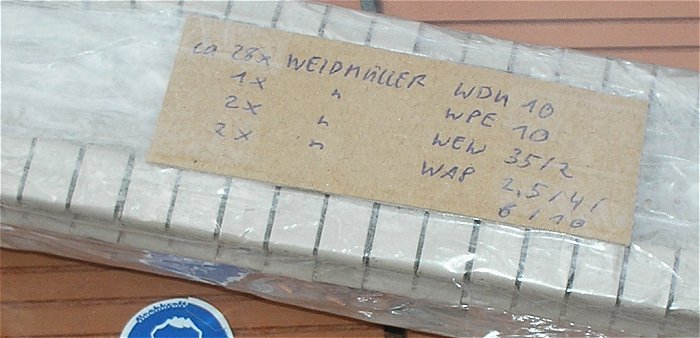 ca 28x WEIDMÜLLER WDU 10
1x " WPE 10
2x " WEW 35/2
2x " WAP 2,5/4/
6/10